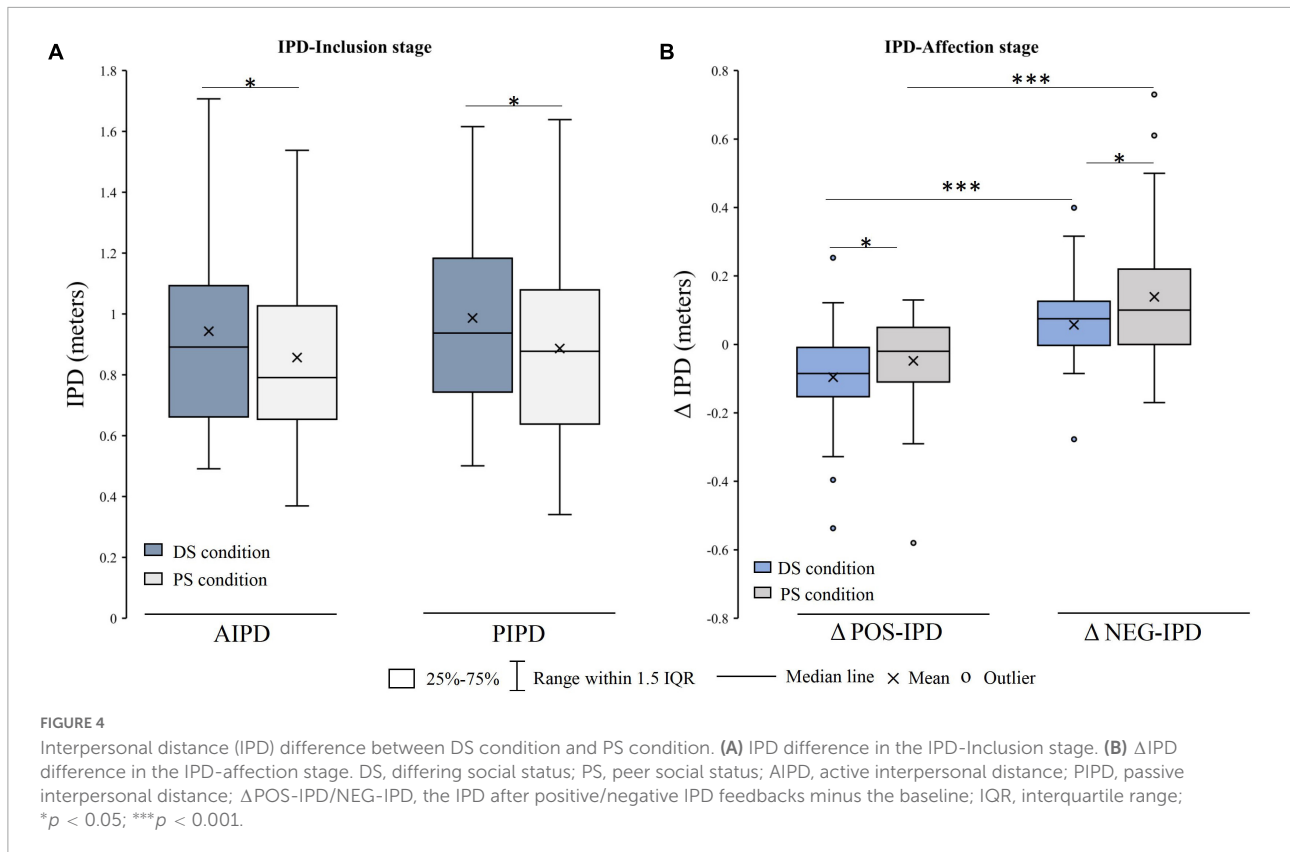 A
IPD-Inclusion stage
1.8
1.6
1.4
1.2
1
0.8
0.6
0.4
0.2
0
IPD (meters)
*
*
DS condition
PS condition
AIPD
PIPD
B
IPD-Affection stage
0.8
0.6
0.4
0.2
0
-0.2
-0.4
-0.6
-0.8
Δ IPD (meters)
***
*
***
*
DS condition
PS condition
Δ POS-IPD
Δ NEG-IPD
25%-75% Range within 1.5 IQR Median line × Mean o Outlier
FIGURE 4
Interpersonal distance (IPD) difference between DS condition and PS condition. (A) IPD difference in the IPD-Inclusion stage. (B) ΔIPD
difference in the IPD-affection stage. DS, differing social status; PS, peer social status; AIPD, active interpersonal distance; PIPD, passive
interpersonal distance; ΔPOS-IPD/NEG-IPD, the IPD after positive/negative IPD feedbacks minus the baseline; IQR, interquartile range;
*p < 0.05; ***p < 0.001.